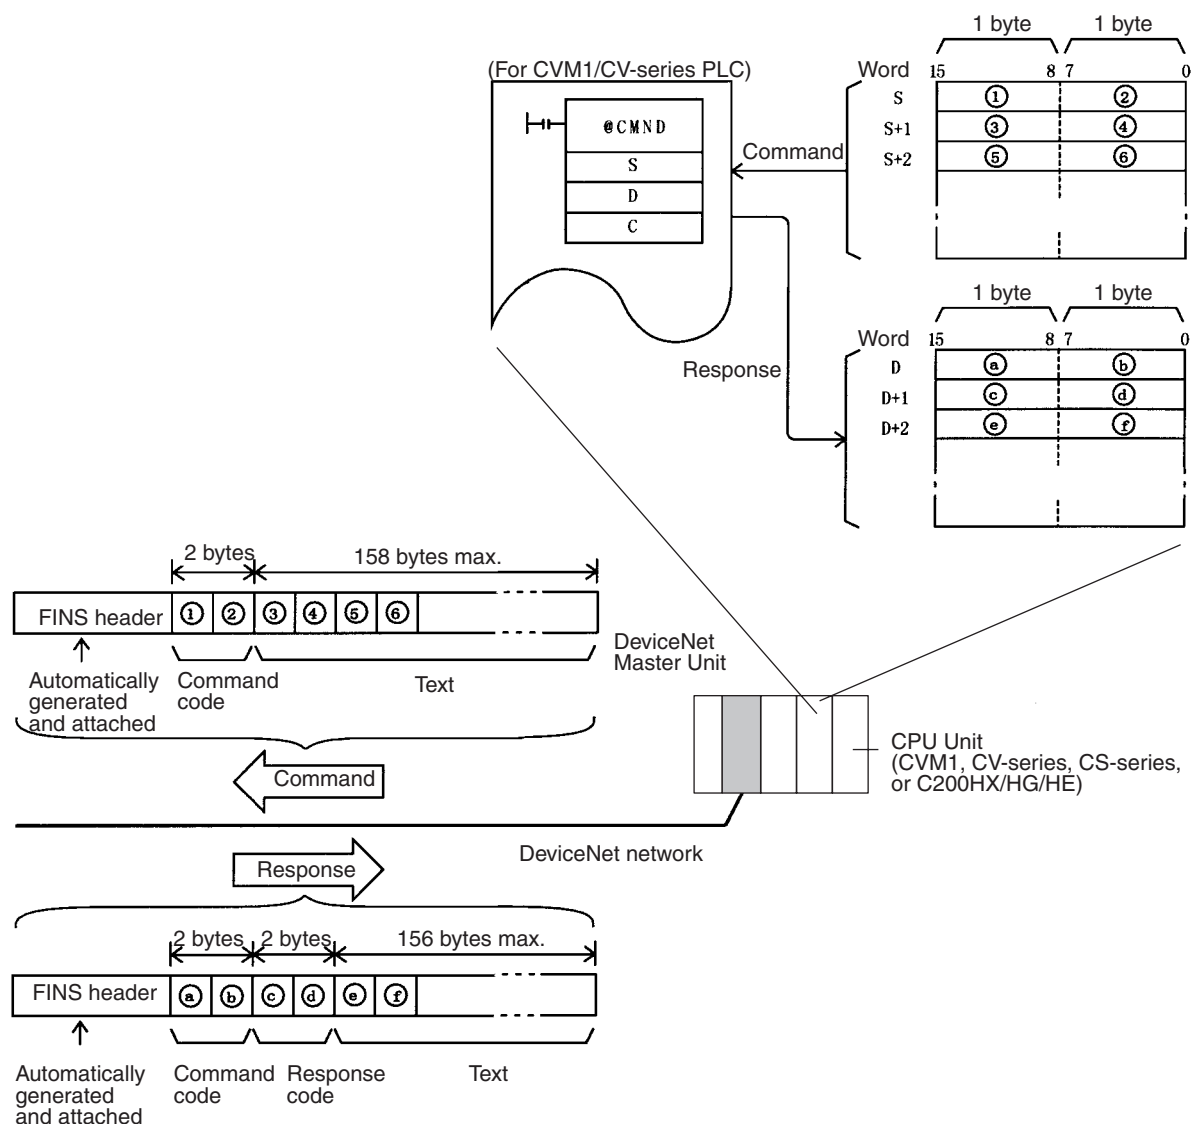 1 byte 1 byte
(For CVM1/CV-series PLC)
Word 15 8 7 0
S ① ②
S+1 ③ ④
S+2 ⑤ ⑥
@CMND
S
D
C
Command
1 byte 1 byte
Word 15 8 7 0
D ⓐ ⓑ
D+1 ⓒ ⓓ
D+2 ⓔ ⓕ
Response
2 bytes 158 bytes max.
FINS header ① ② ③ ④ ⑤ ⑥
Automatically
generated
and attached
Command
code
Text
DeviceNet
Master Unit
CPU Unit
(CVM1, CV-series, CS-series,
or C200HX/HG/HE)
Command
DeviceNet network
Response
2 bytes 2 bytes 156 bytes max.
FINS header ⓐ ⓑ ⓒ ⓓ ⓔ ⓕ
Automatically
generated
and attached
Command
code
Response
code
Text